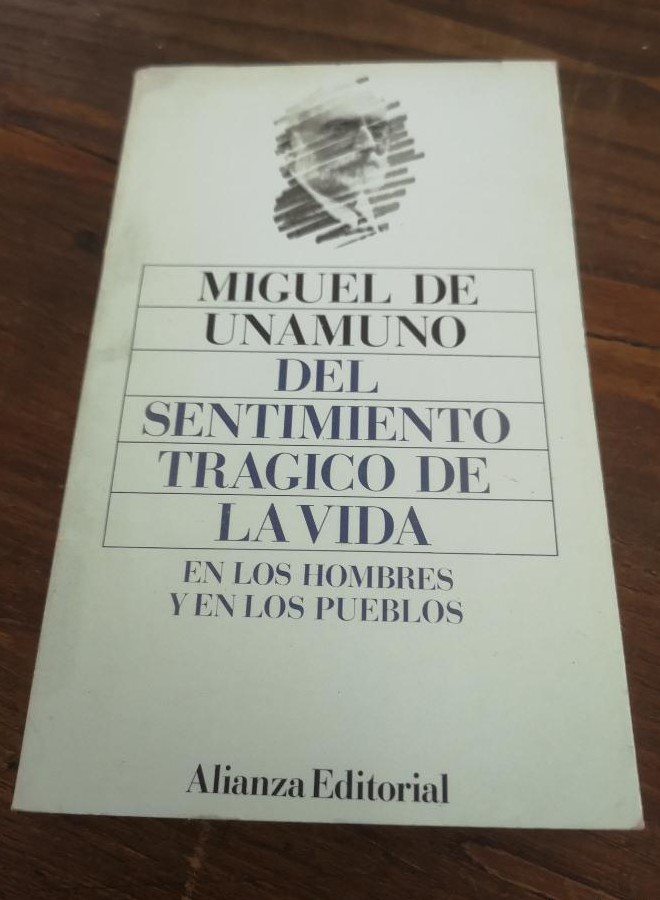 MIGUEL DE
UNAMUNO
DEL
SENTIMIENTO
TRAGICO DE
LA VIDA
EN LOS HOMBRES
Y EN LOS PUEBLOS
Alianza Editorial